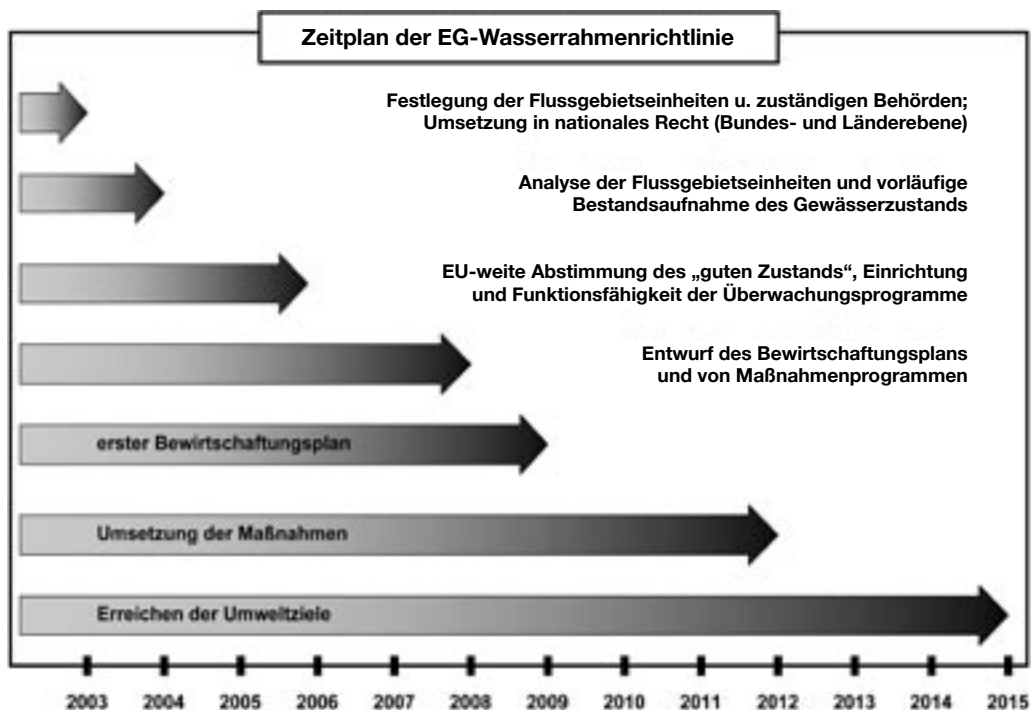 Zeitplan der EG-Wasserrahmenrichtlinie
Festlegung der Flussgebietseinheiten u. zuständigen Behörden;
Umsetzung in nationales Recht (Bundes- und Länderebene)
Analyse der Flussgebietseinheiten und vorläufige
Bestandsaufnahme des Gewässerzustands
EU-weite Abstimmung des „guten Zustands“, Einrichtung
und Funktionsfähigkeit der Überwachungsprogramme
Entwurf des Bewirtschaftungsplans
und von Maßnahmenprogrammen
erster Bewirtschaftungsplan
Umsetzung der Maßnahmen
Erreichen der Umweltziele
2003 2004 2005 2006 2007 2008 2009 2010 2011 2012 2013 2014 2015